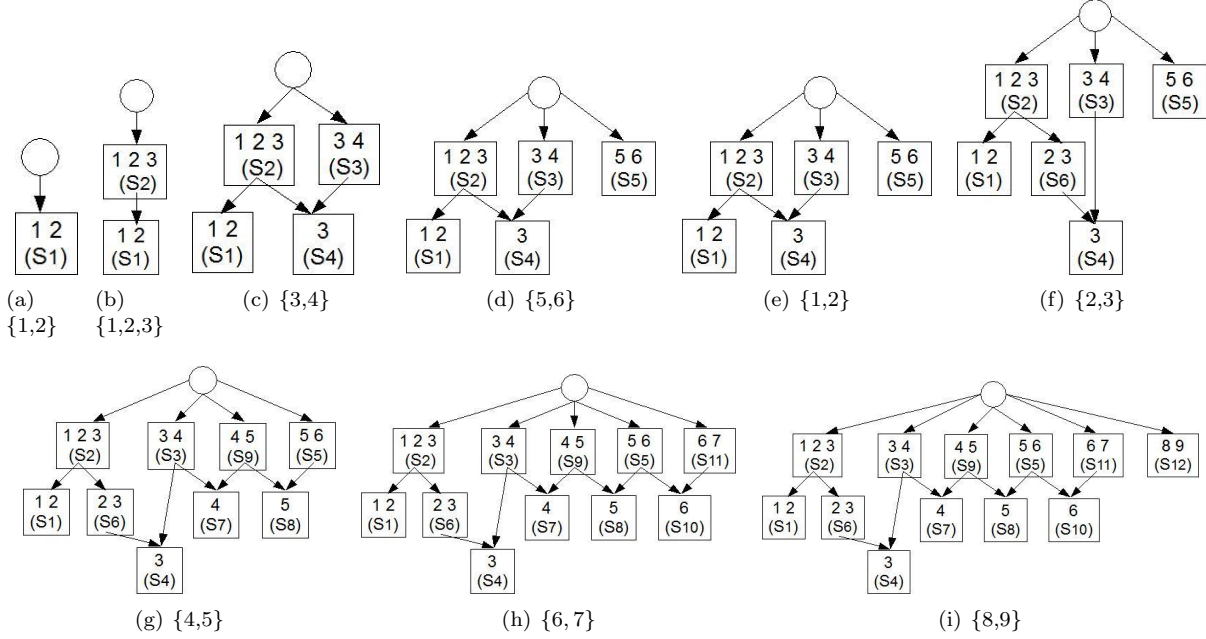 1 2
(S1)
(a)
{1,2}
1 2 3
(S2)
1 2
(S1)
(b)
{1,2,3}
1 2 3
(S2)
3 4
(S3)
1 2
(S1)
3
(S4)
(c) {3,4}
1 2 3
(S2)
3 4
(S3)
5 6
(S5)
1 2
(S1)
3
(S4)
(d) {5,6}
1 2 3
(S2)
3 4
(S3)
5 6
(S5)
1 2
(S1)
3
(S4)
(e) {1,2}
1 2 3
(S2)
3 4
(S3)
5 6
(S5)
1 2
(S1)
2 3
(S6)
3
(S4)
(f) {2,3}
1 2 3
(S2)
3 4
(S3)
4 5
(S9)
5 6
(S5)
1 2
(S1)
2 3
(S6)
4
(S7)
5
(S8)
3
(S4)
(g) {4,5}
1 2 3
(S2)
3 4
(S3)
4 5
(S9)
5 6
(S5)
6 7
(S11)
1 2
(S1)
2 3
(S6)
4
(S7)
5
(S8)
6
(S10)
3
(S4)
(h) {6, 7}
1 2 3
(S2)
3 4
(S3)
4 5
(S9)
5 6
(S5)
6 7
(S11)
8 9
(S12)
1 2
(S1)
2 3
(S6)
4
(S7)
5
(S8)
6
(S10)
3
(S4)
(i) {8,9}